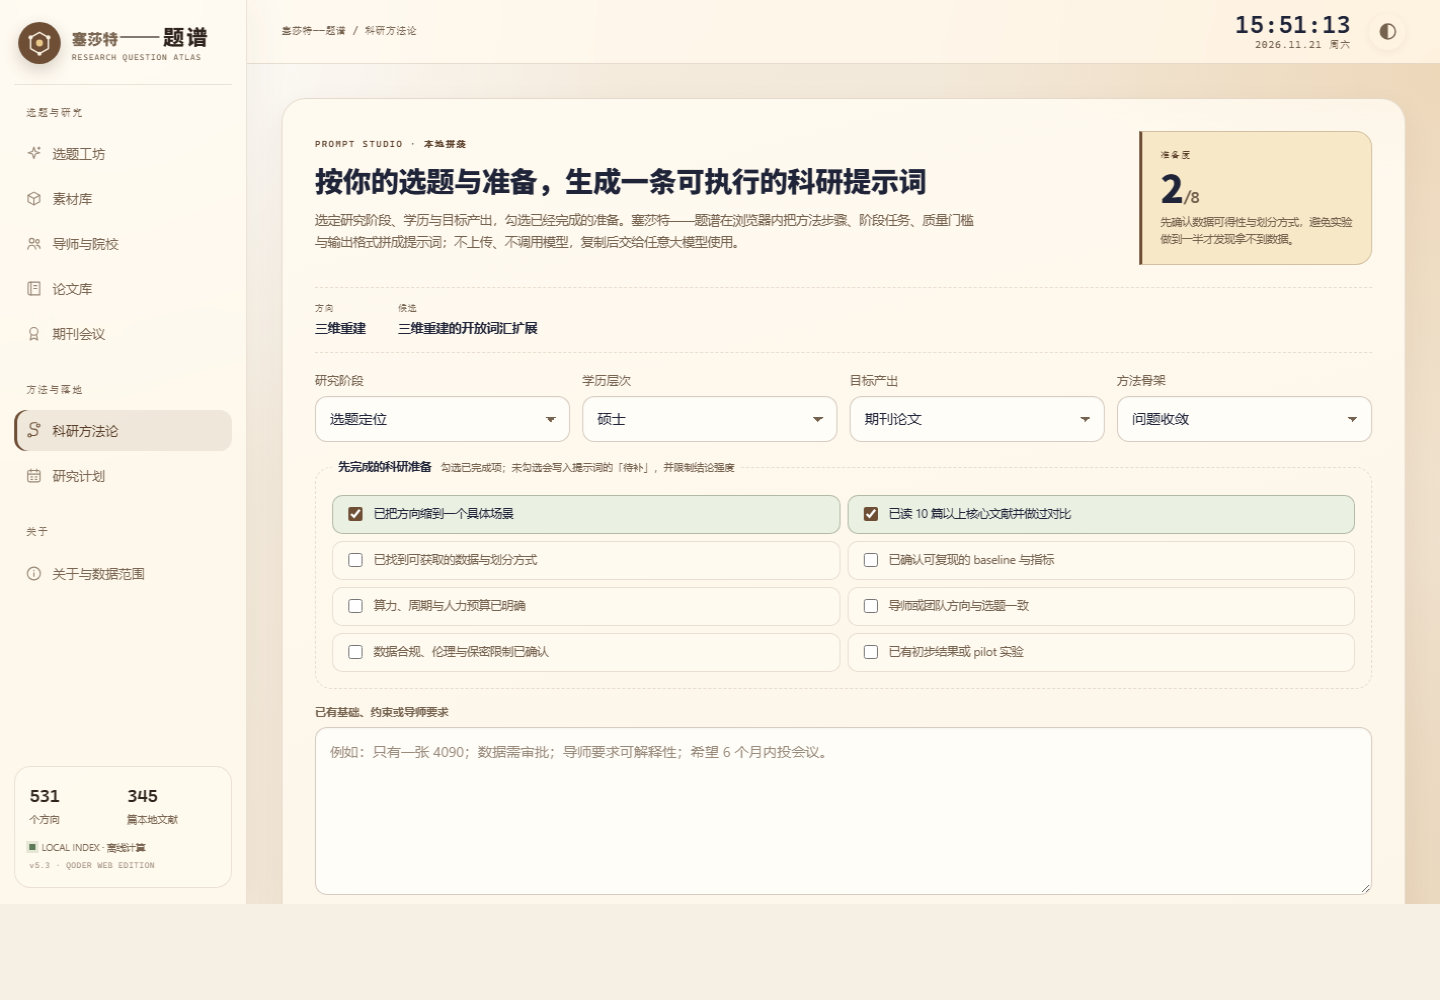 塞莎特——题谱
RESEARCH QUESTION ATLAS
选题与研究
选题工坊
素材库
导师与院校
论文库
期刊会议
方法与落地
科研方法论
研究计划
关于
关于与数据范围
531
个方向
345
篇本地文献
LOCAL INDEX · 离线计算
v5.3 · QODER WEB EDITION
塞莎特——题谱 / 科研方法论
15:51:13
2026.11.21 周六
PROMPT STUDIO · 本地拼装
按你的选题与准备，生成一条可执行的科研提示词
选定研究阶段、学历与目标产出，勾选已经完成的准备。塞莎特——题谱在浏览器内把方法步骤、阶段任务、质量门槛
与输出格式拼成提示词；不上传、不调用模型，复制后交给任意大模型使用。
准备度
2/8
先确认数据可得性与划分方式，避免实验
做到一半才发现拿不到数据。
方向
三维重建
候选
三维重建的开放词汇扩展
研究阶段
选题定位
学历层次
硕士
目标产出
期刊论文
方法骨架
问题收敛
先完成的科研准备 勾选已完成项；未勾选会写入提示词的「待补」，并限制结论强度
已把方向缩到一个具体场景
已读 10 篇以上核心文献并做过对比
已找到可获取的数据与划分方式
已确认可复现的 baseline 与指标
算力、周期与人力预算已明确
导师或团队方向与选题一致
数据合规、伦理与保密限制已确认
已有初步结果或 pilot 实验
已有基础、约束或导师要求
例如：只有一张 4090；数据需审批；导师要求可解释性；希望 6 个月内投会议。